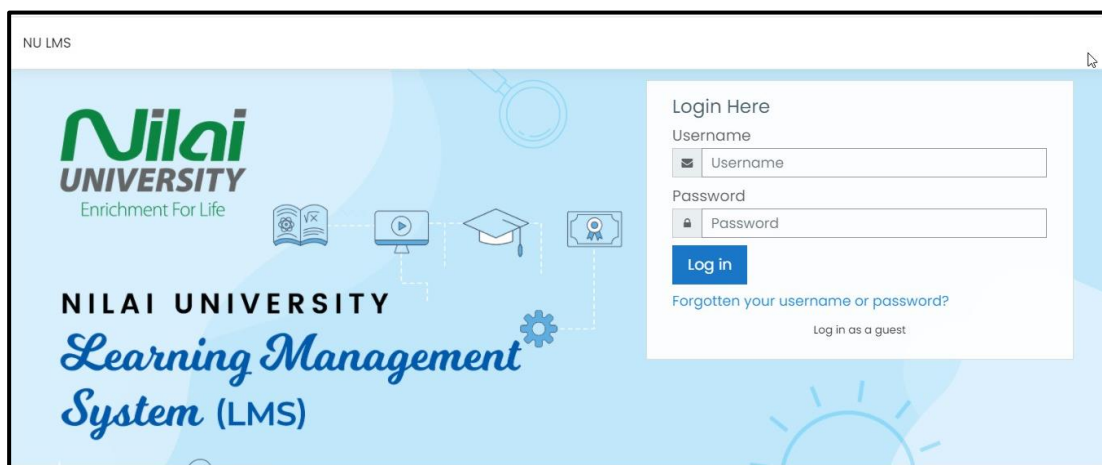 NU LMS
Nilai
UNIVERSITY
Enrichment For Life
√x
NILAI UNIVERSITY
Learning Management
System (LMS)
Login Here
Username
Username
Password
Password
Log in
Forgotten your username or password?
Log in as a guest